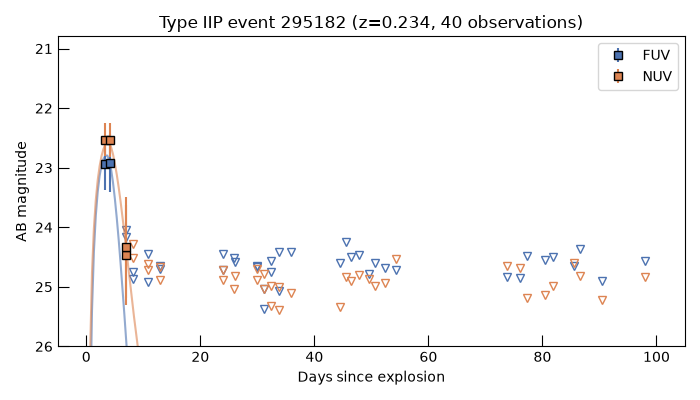 Type IIP event 295182 (z=0.234, 40 observations)
FUV
NUV
AB magnitude
21
22
23
24
25
26
0
20
40
60
80
100
Days since explosion